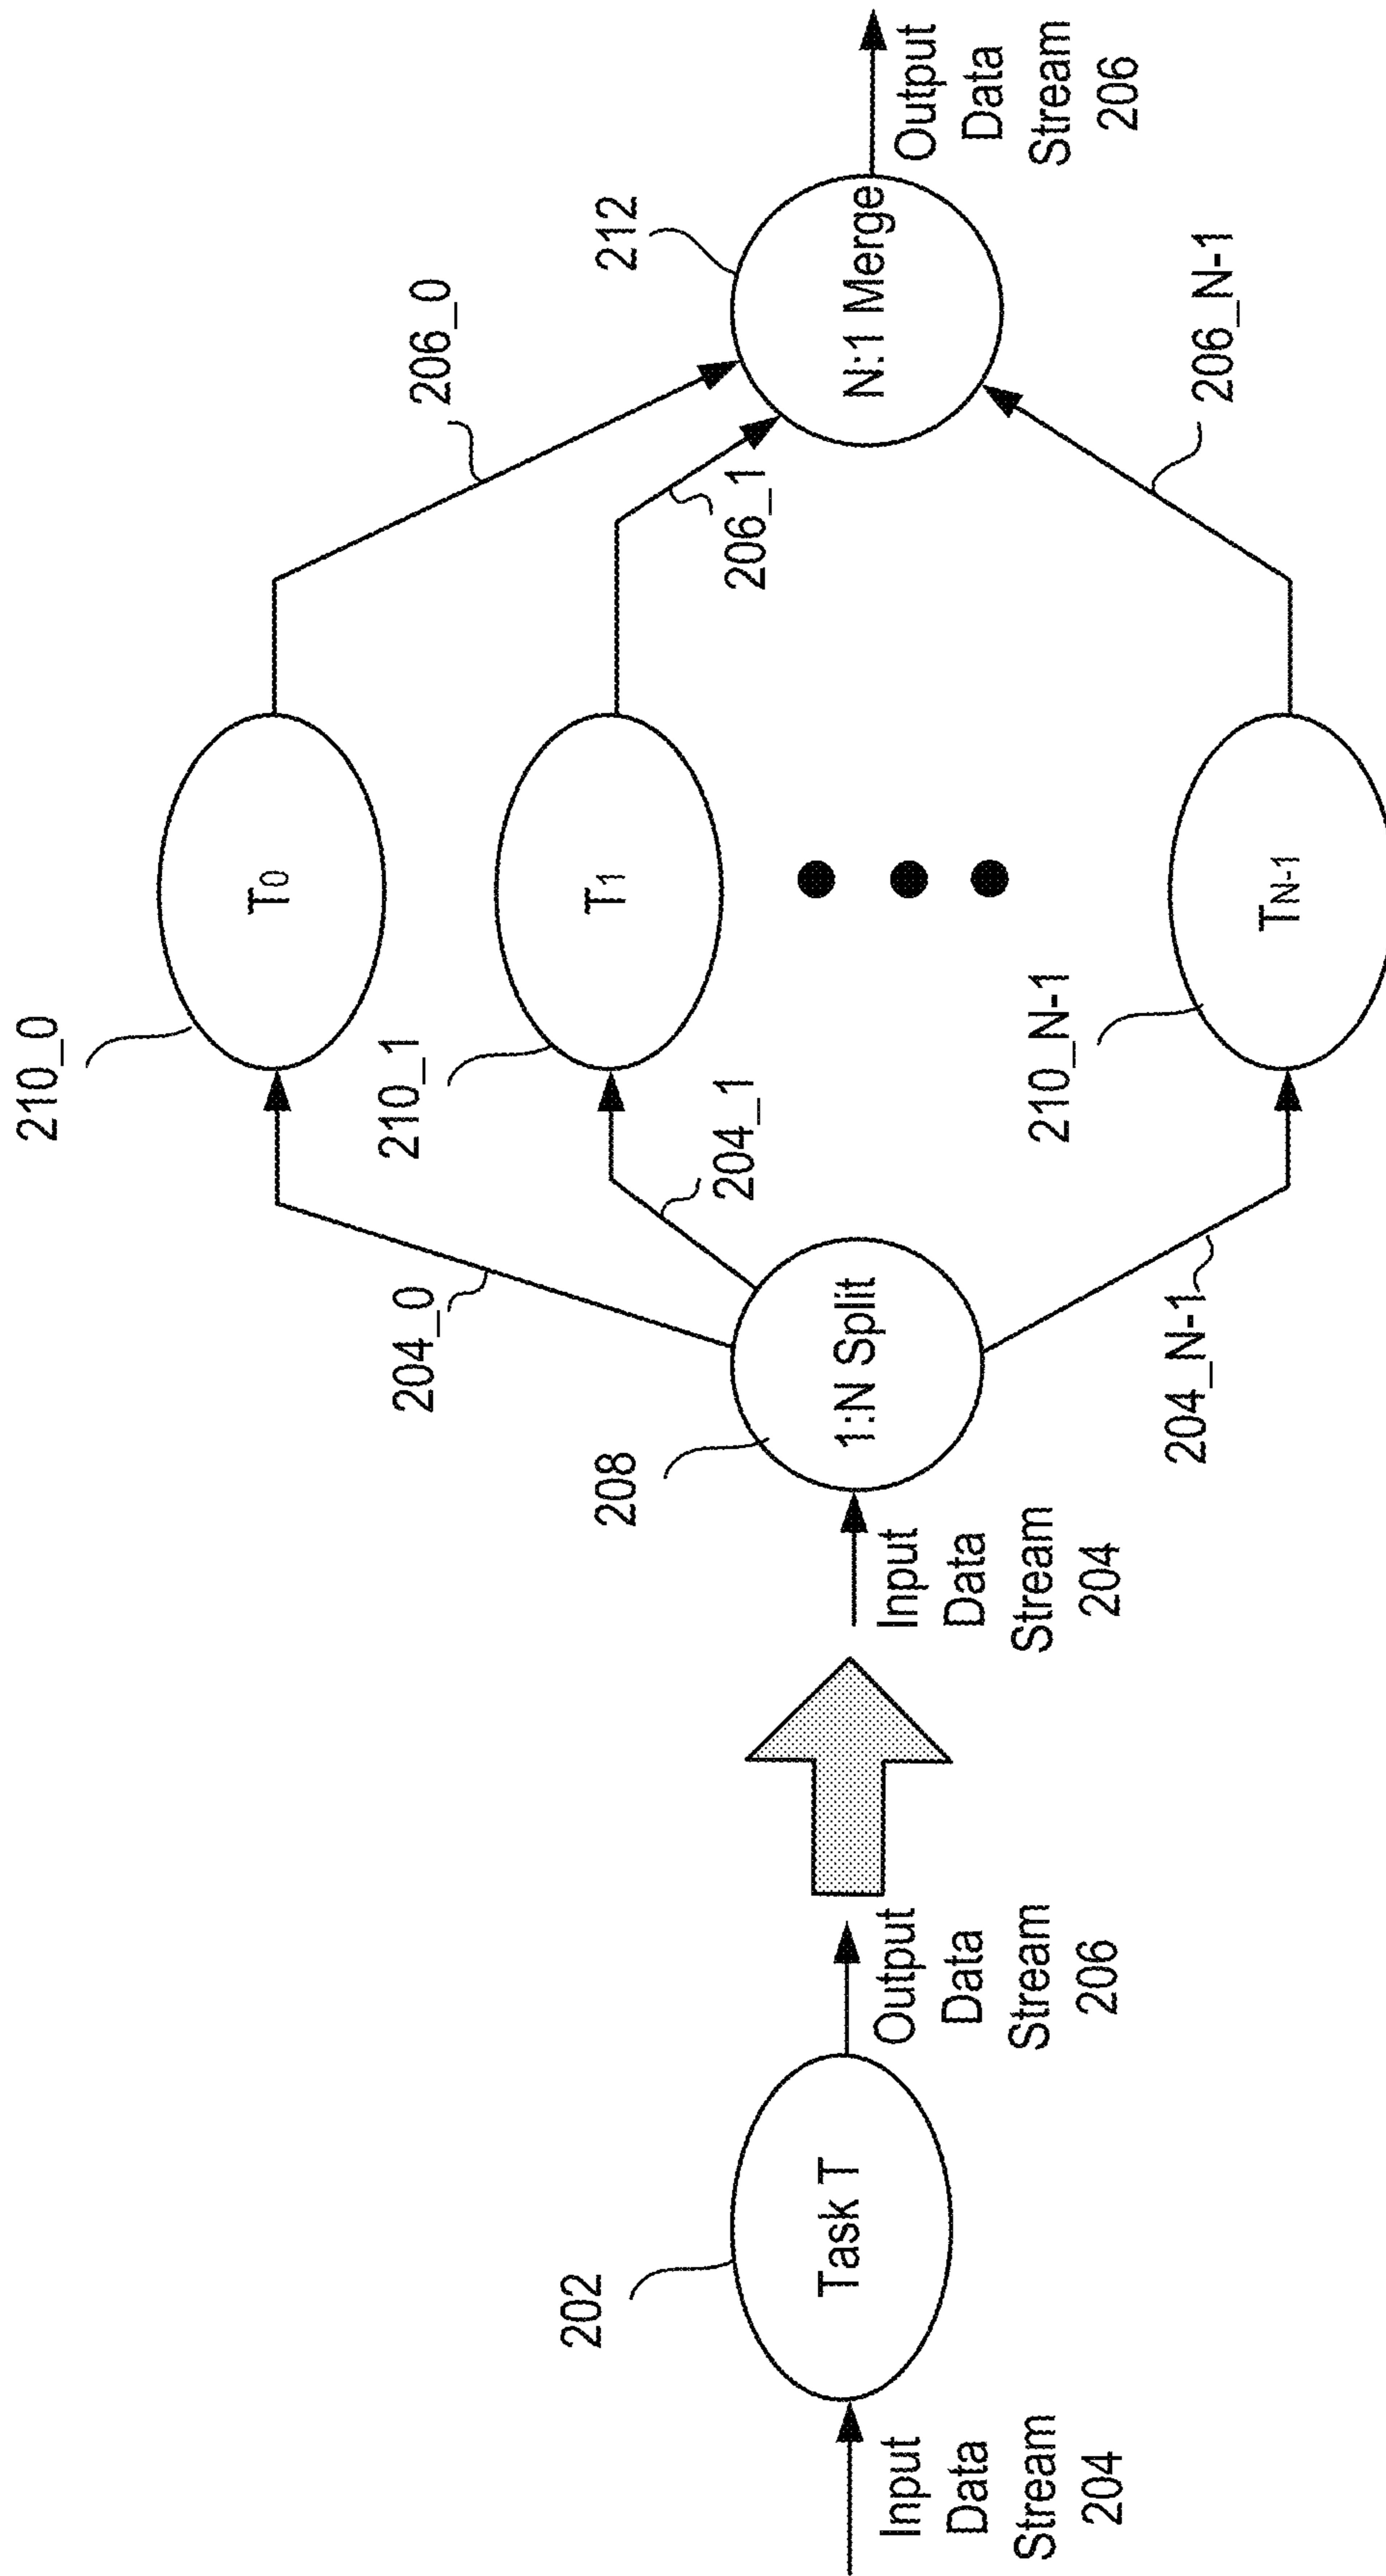 202
Task T
Input
Data
Stream
204
Output
Data
Stream
206
Input
Data
Stream
204
208
1:N Split
204_0
204_1
204_N-1
210_0
T0
210_1
T1
210_N-1
TN-1
206_0
206_1
206_N-1
212
N:1 Merge
Output
Data
Stream
206